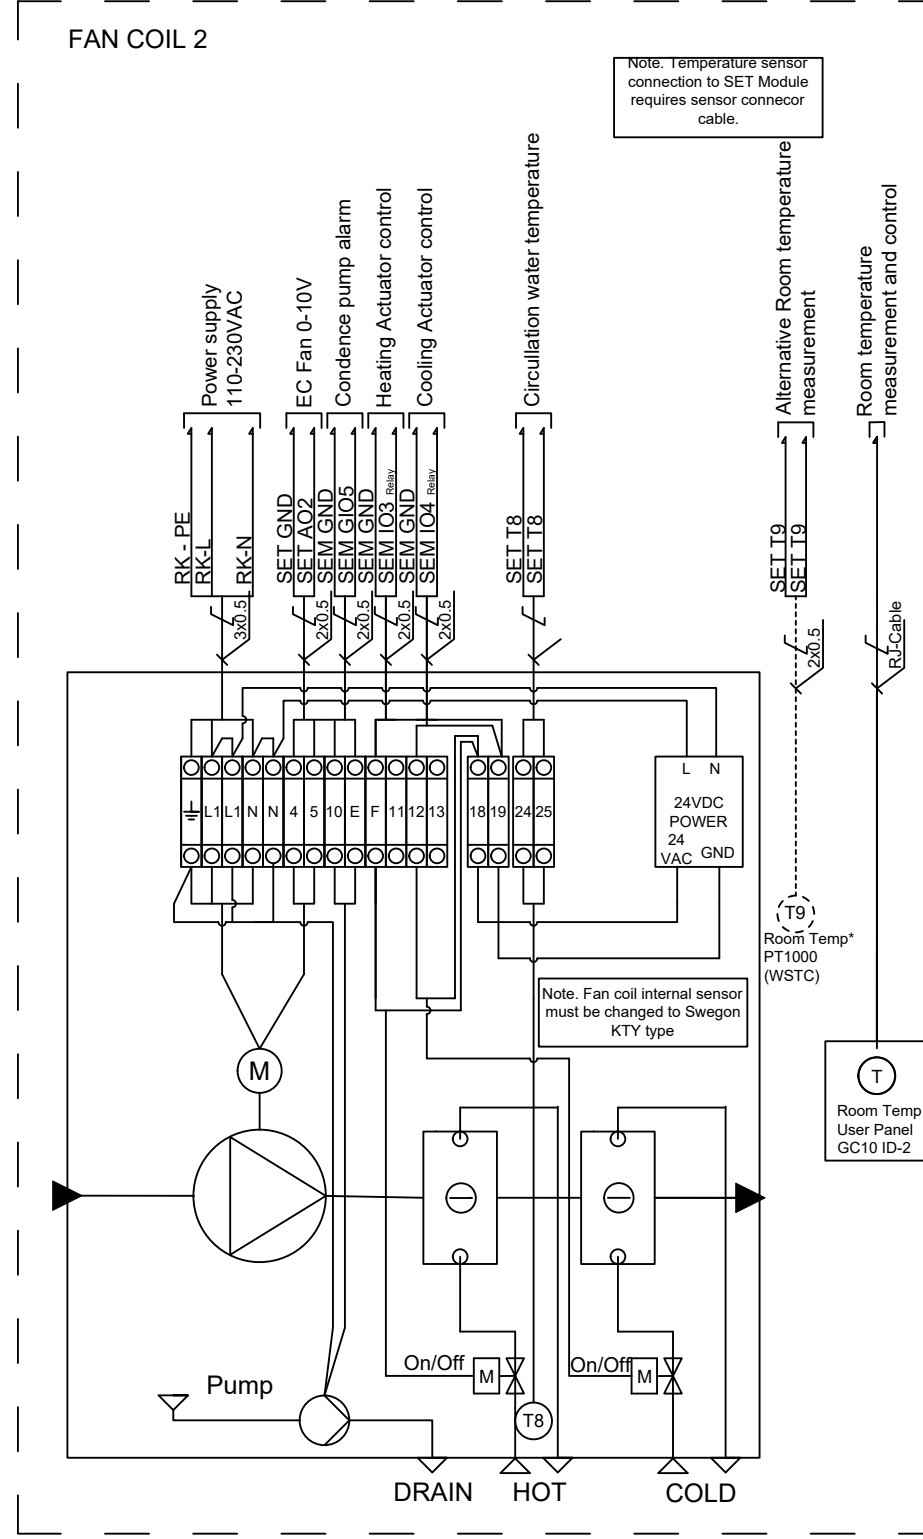 FAN COIL 2
Note. Temperature sensor
connection to SET Module
requires sensor connecor
cable.
Power supply
110-230VAC
EC Fan 0-10V
Condence pump alarm
Heating Actuator control
Cooling Actuator control
Circullation water temperature
Alternative Room temperature
measurement
Room temperature
measurement and control
RK - PE
RK-L
RK-N
SET GND
SET AO2
SEM GND
SEM GIO5
SEM GND
SEM IO3 Relay
SEM GND
SEM IO4 Relay
SET T8
SET T8
SET T9
SET T9
3x0.5
2x0.5
2x0.5
2x0.5
2x0.5
2x0.5
RJ-Cable
L1 L1 N N 4 5 10 E F 11 12 13 18 19 24 25
L N
24VDC
POWER
24
VAC GND
T9
Room Temp*
PT1000
(WSTC)
Note. Fan coil internal sensor
must be changed to Swegon
KTY type
M
T
Room Temp
User Panel
GC10 ID-2
On/Off
M
On/Off
M
Pump
T8
DRAIN
HOT
COLD